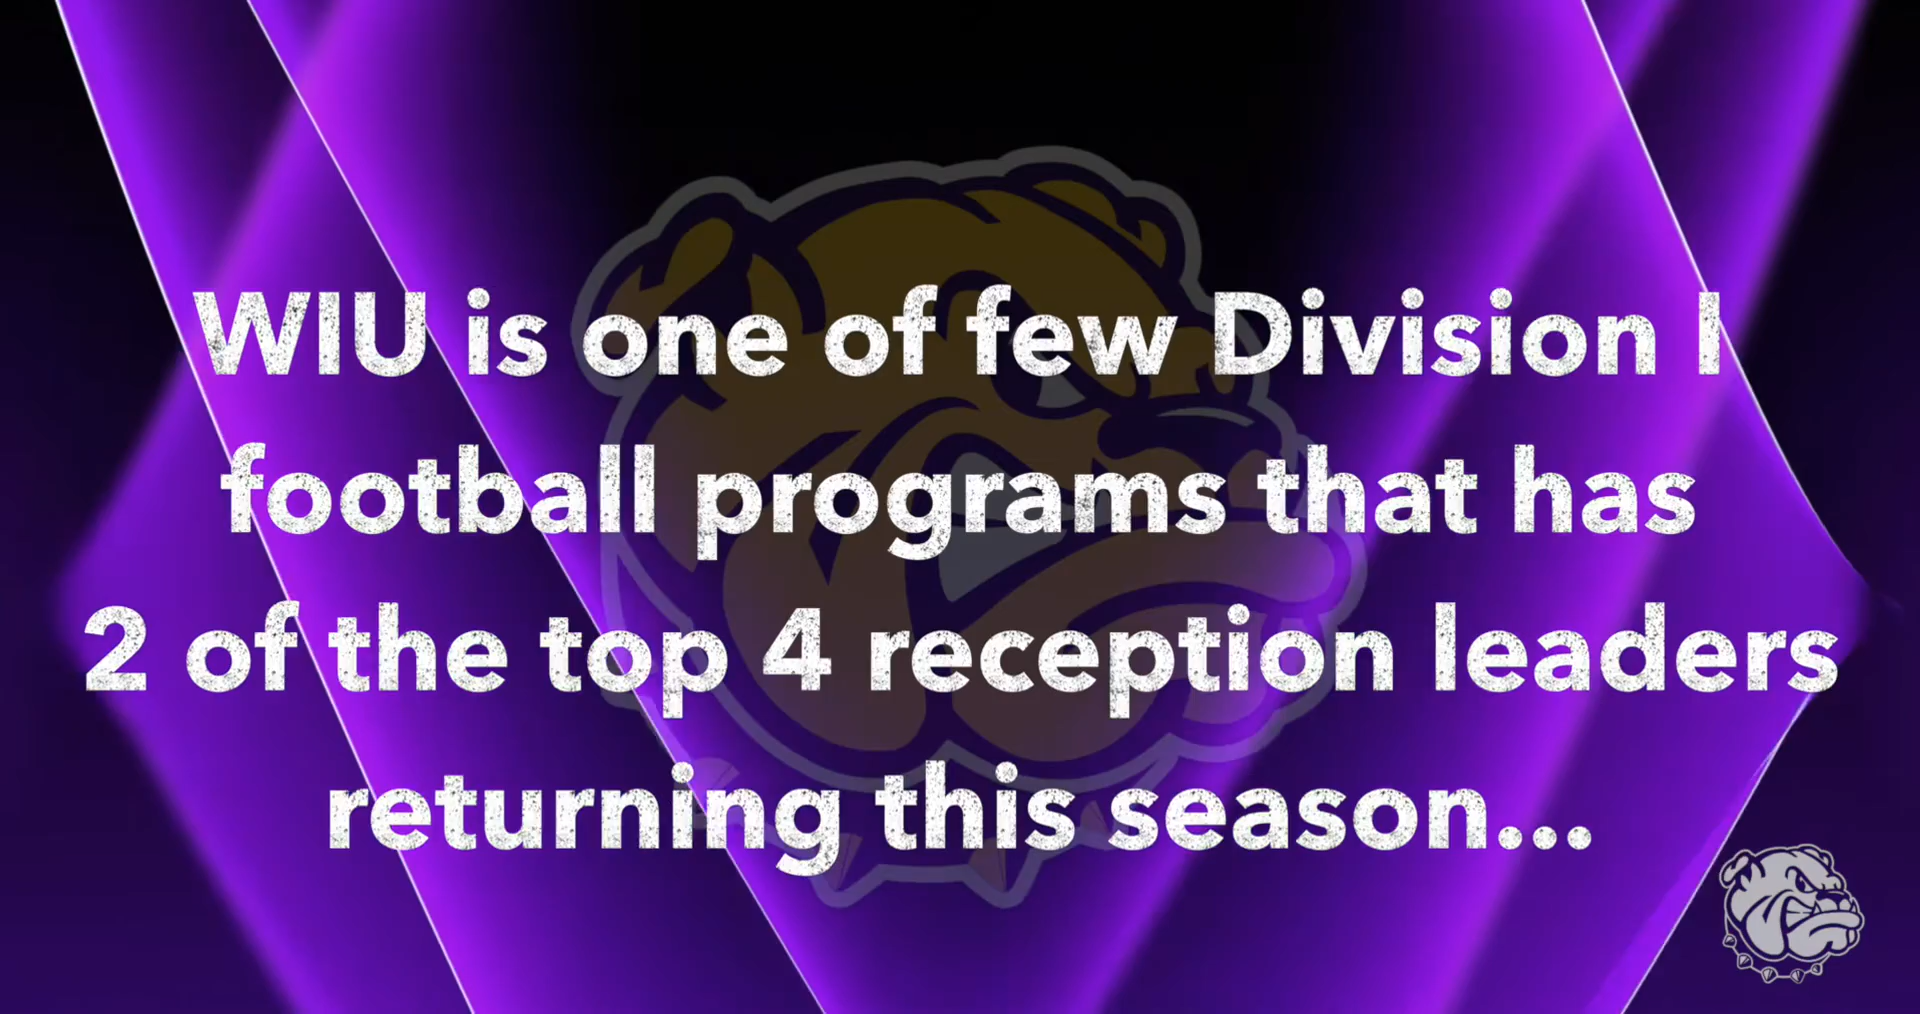 WIU is one of few Division I
football programs that has
2 of the top 4 reception leaders
returning this season...